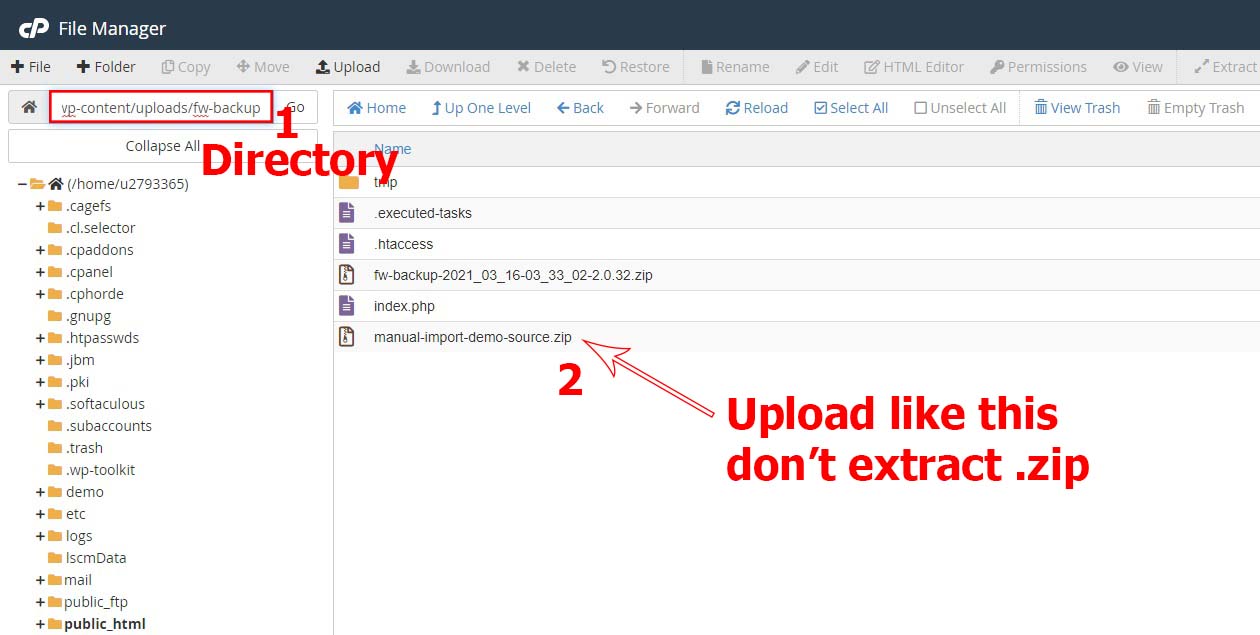 cP File Manager
+ File + Folder Copy Move Upload Download Delete Restore Rename Edit HTML Editor Permissions View Extract
wp-content/uploads/fw-backup Go
Home Up One Level Back Forward Reload Select All Unselect All View Trash Empty Trash
1
Directory
Collapse All
Name
(/home/u2793365)
.cagefs
.cl.selector
.cpaddons
.cpanel
.cphorde
.gnupg
.htpasswds
.jbm
.pki
.softaculous
.subaccounts
.trash
.wp-toolkit
demo
etc
logs
lscmData
mail
public_ftp
public_html
tmp
.executed-tasks
.htaccess
fw-backup-2021_03_16-03_33_02-2.0.32.zip
index.php
manual-import-demo-source.zip
2
Upload like this
don’t extract .zip